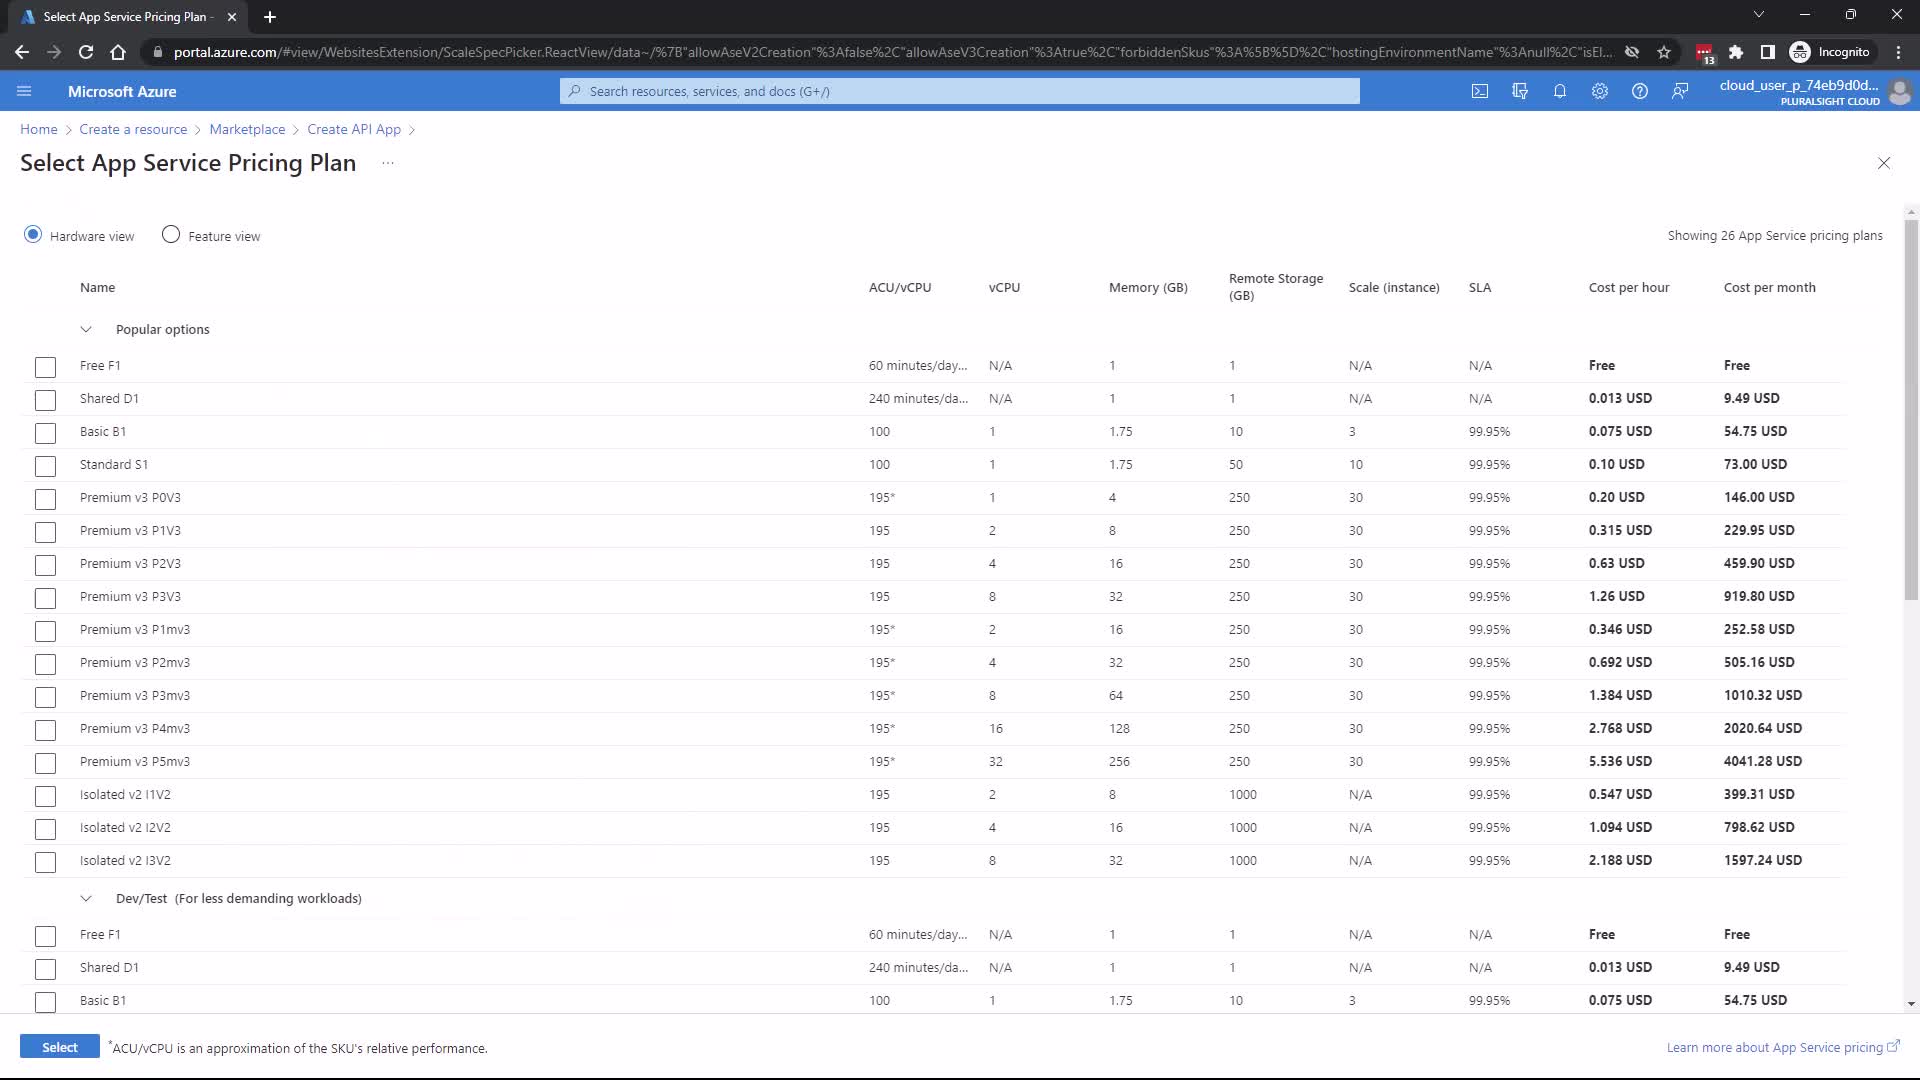 Select App Service Pricing Plan -
portal.azure.com/#view/WebsitesExtension/ScaleSpecPicker.ReactView/data~/%7B"allowAseV2Creation"%3Afalse%2C"allowAseV3Creation"%3Atrue%2C"forbiddenSkus"%3A%5B%5D%2C"hostingEnvironmentName"%3Anull%2C"isEl...
13
Incognito
Microsoft Azure
Search resources, services, and docs (G+/)
cloud_user_p_74eb9d0d...
PLURALSIGHT CLOUD
Home > Create a resource > Marketplace > Create API App >
Select App Service Pricing Plan ...
Hardware view Feature view Showing 26 App Service pricing plans
Name ACU/vCPU vCPU Memory (GB) Remote Storage (GB) Scale (instance) SLA Cost per hour Cost per month
Popular options
Free F1 60 minutes/day... N/A 1 1 N/A N/A Free Free
Shared D1 240 minutes/da... N/A 1 1 N/A N/A 0.013 USD 9.49 USD
Basic B1 100 1 1.75 10 3 99.95% 0.075 USD 54.75 USD
Standard S1 100 1 1.75 50 10 99.95% 0.10 USD 73.00 USD
Premium v3 P0V3 195* 1 4 250 30 99.95% 0.20 USD 146.00 USD
Premium v3 P1V3 195 2 8 250 30 99.95% 0.315 USD 229.95 USD
Premium v3 P2V3 195 4 16 250 30 99.95% 0.63 USD 459.90 USD
Premium v3 P3V3 195 8 32 250 30 99.95% 1.26 USD 919.80 USD
Premium v3 P1mv3 195* 2 16 250 30 99.95% 0.346 USD 252.58 USD
Premium v3 P2mv3 195* 4 32 250 30 99.95% 0.692 USD 505.16 USD
Premium v3 P3mv3 195* 8 64 250 30 99.95% 1.384 USD 1010.32 USD
Premium v3 P4mv3 195* 16 128 250 30 99.95% 2.768 USD 2020.64 USD
Premium v3 P5mv3 195* 32 256 250 30 99.95% 5.536 USD 4041.28 USD
Isolated v2 I1V2 195 2 8 1000 N/A 99.95% 0.547 USD 399.31 USD
Isolated v2 I2V2 195 4 16 1000 N/A 99.95% 1.094 USD 798.62 USD
Isolated v2 I3V2 195 8 32 1000 N/A 99.95% 2.188 USD 1597.24 USD
Dev/Test (For less demanding workloads)
Free F1 60 minutes/day... N/A 1 1 N/A N/A Free Free
Shared D1 240 minutes/da... N/A 1 1 N/A N/A 0.013 USD 9.49 USD
Basic B1 100 1 1.75 10 3 99.95% 0.075 USD 54.75 USD
Select *ACU/vCPU is an approximation of the SKU's relative performance. Learn more about App Service pricing